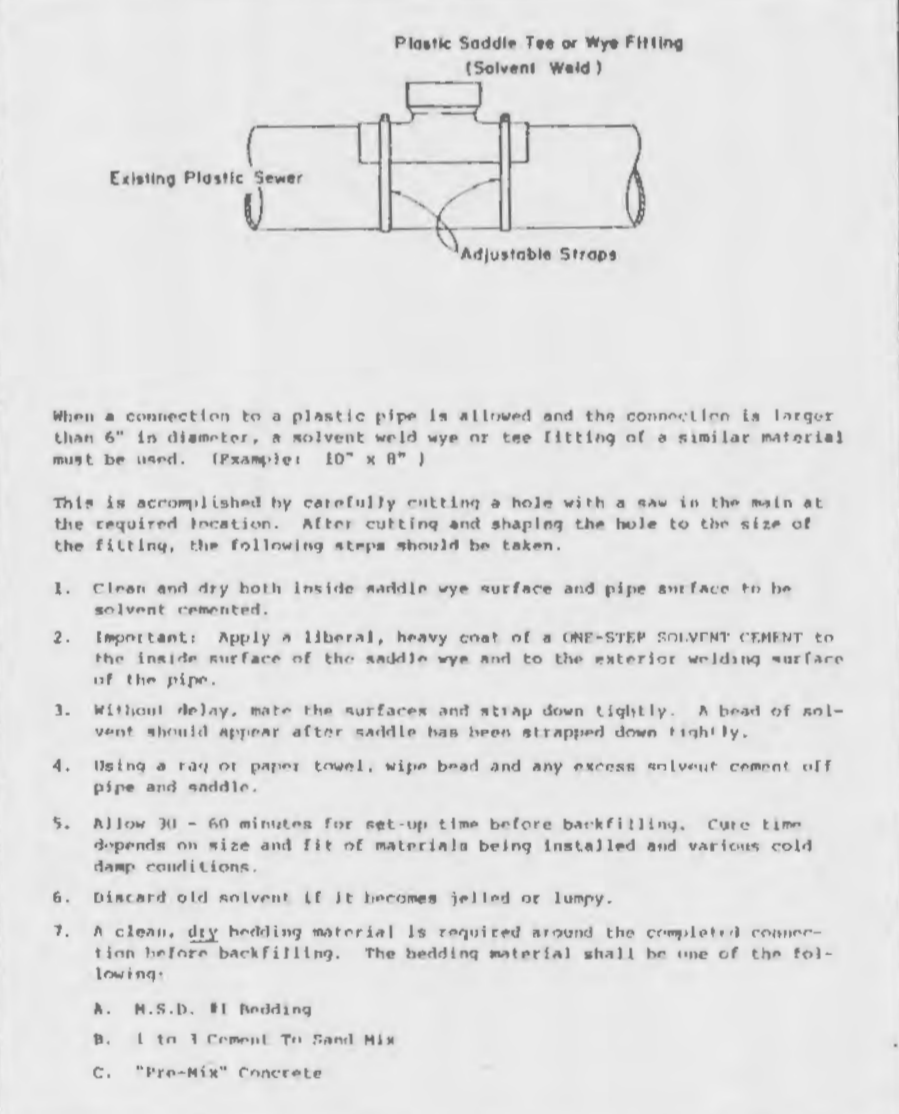 Plastic Saddle Tee or Wye Fitting
(Solvent Weld)
Existing Plastic Sewer
Adjustable Straps
When a connection to a plastic pipe is allowed and the connection is larger
than 6" in diameter, a solvent weld wye or tee fitting of a similar material
must be used. (Example: 10" x 8" )
This is accomplished by carefully cutting a hole with a saw in the main at
the required location. After cutting and shaping the hole to the size of
the fitting, the following steps should be taken.
1. Clean and dry both inside saddle wye surface and pipe surface to be
solvent cemented.
2. Important: Apply a liberal, heavy coat of a ONE-STEP SOLVENT CEMENT to
the inside surface of the saddle wye and to the exterior welding surface
of the pipe.
3. Without delay, mate the surfaces and strap down tightly. A bead of sol-
vent should appear after saddle has been strapped down tightly.
4. Using a rag or paper towel, wipe bead and any excess solvent cement off
pipe and saddle.
5. Allow 30 - 60 minutes for set-up time before backfilling. Cure time
depends on size and fit of materials being installed and various cold
damp conditions.
6. Discard old solvent if it becomes jelled or lumpy.
7. A clean, dry bedding material is required around the completed connec-
tion before backfilling. The bedding material shall be one of the fol-
lowing:
A. M.S.D. #1 Bedding
B. 1 to 3 Cement To Sand Mix
C. "Pre-Mix" Concrete